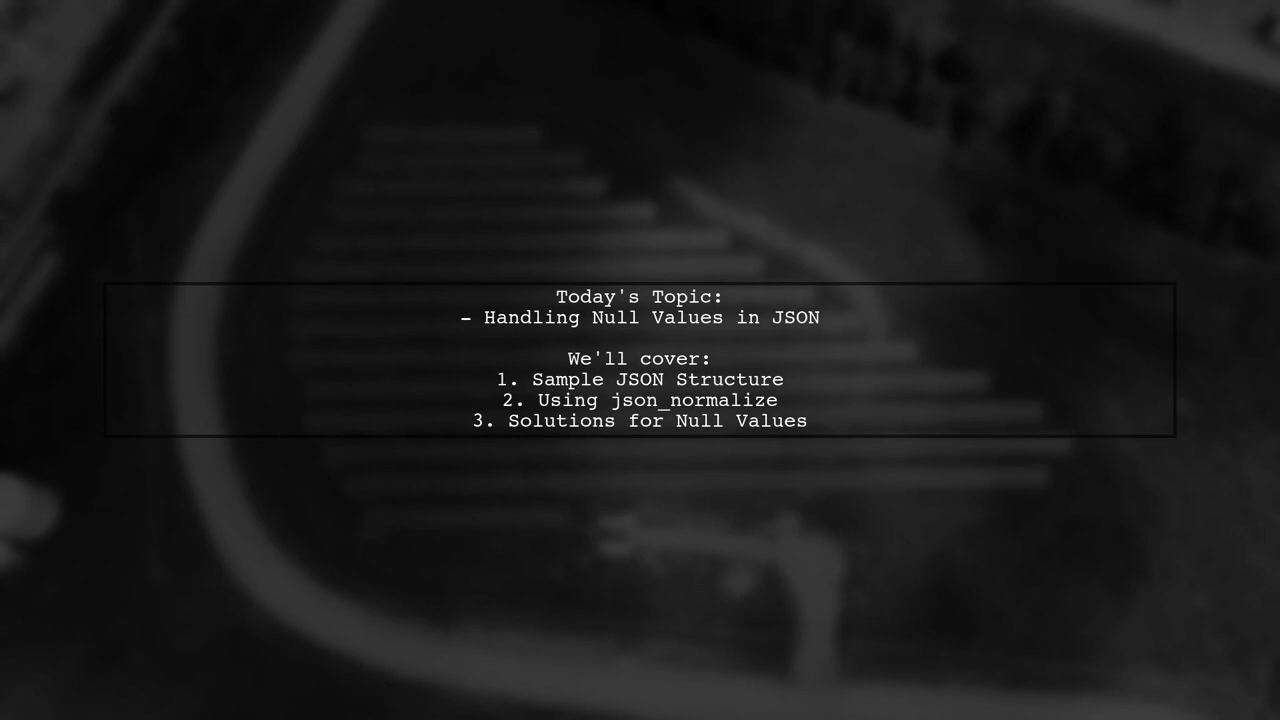 Today's Topic:
- Handling Null Values in JSON
We'll cover:
1. Sample JSON Structure
2. Using json_normalize
3. Solutions for Null Values